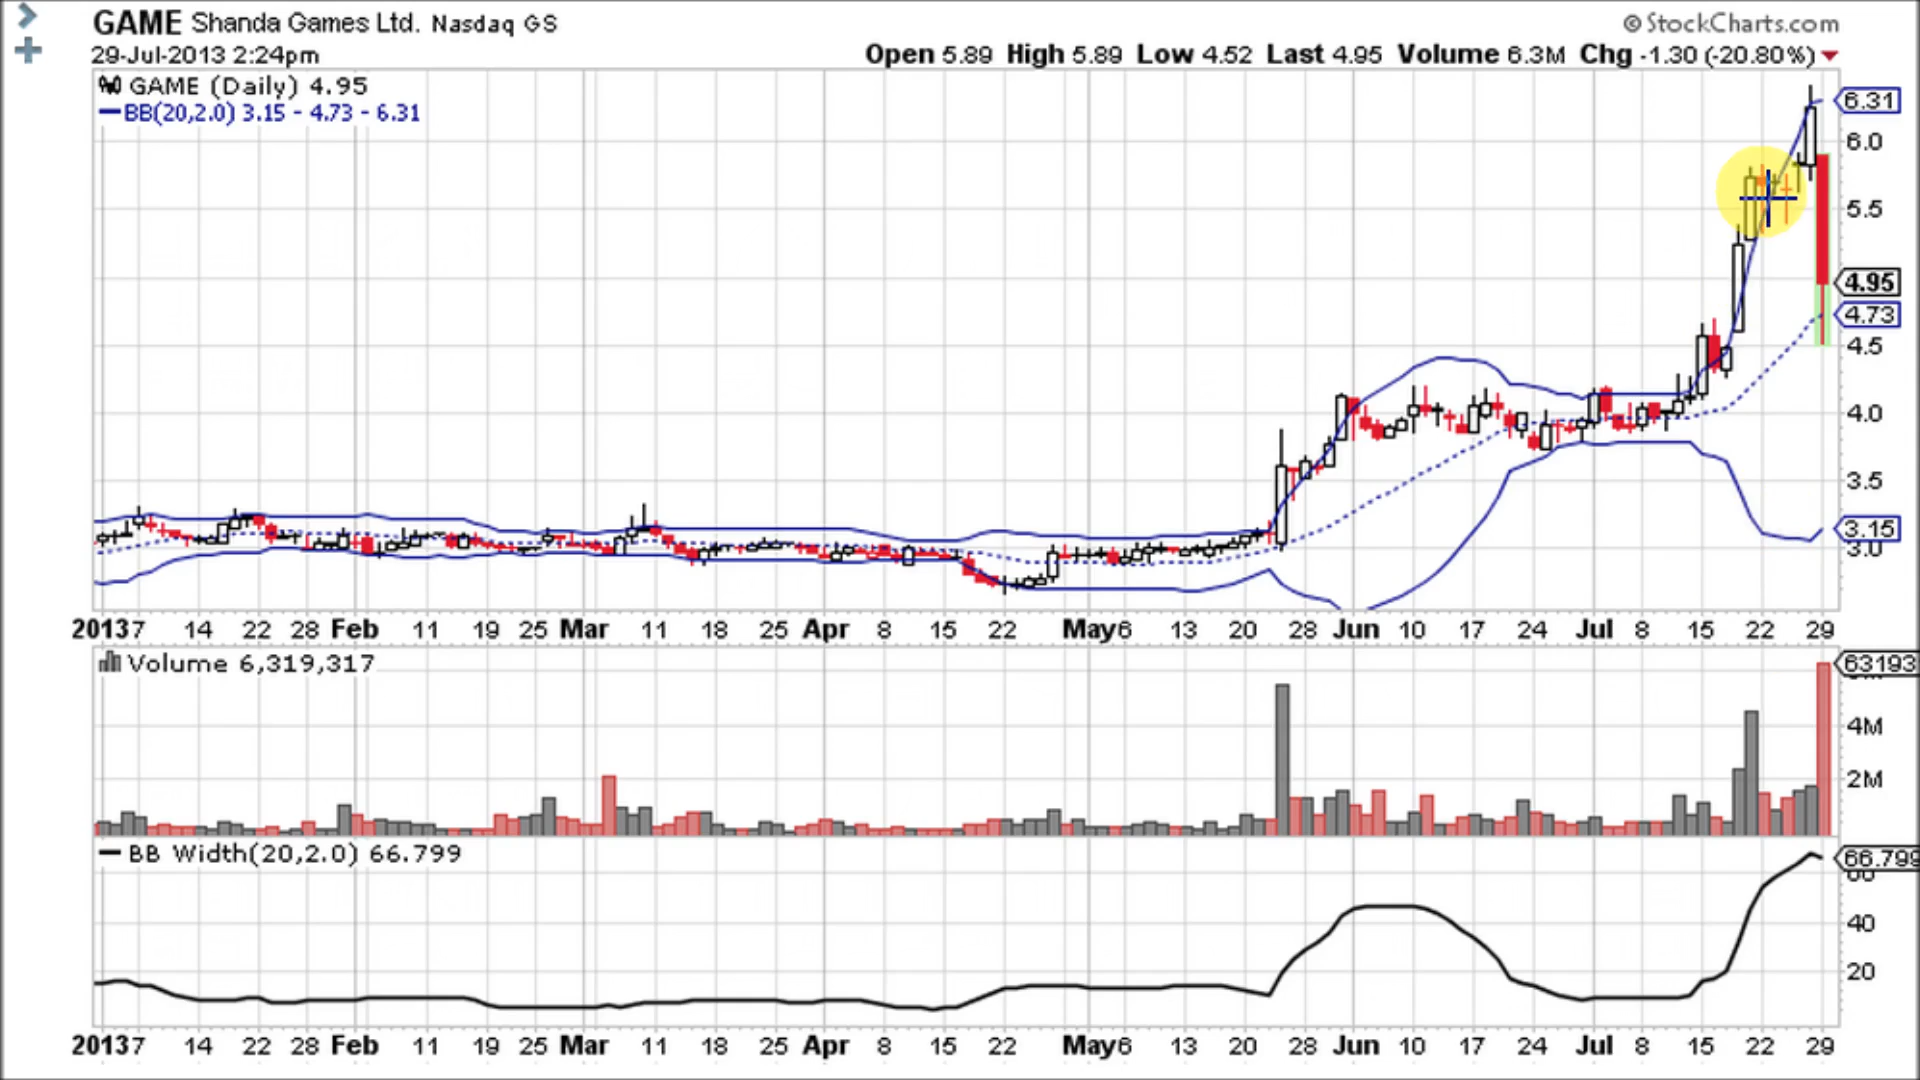 GAME Shanda Games Ltd. Nasdaq GS © StockCharts.com
29-Jul-2013 2:24pm Open 5.89 High 5.89 Low 4.52 Last 4.95 Volume 6.3M Chg -1.30 (-20.80%)
GAME (Daily) 4.95
BB(20,2.0) 3.15 - 4.73 - 6.31
6.31
6.0
5.5
4.95
4.73
4.5
4.0
3.5
3.15
3.0
2013 7 14 22 28 Feb 11 19 25 Mar 11 18 25 Apr 8 15 22 May 6 13 20 28 Jun 10 17 24 Jul 8 15 22 29
Volume 6,319,317
63193
4M
2M
BB Width(20,2.0) 66.799
66.799
60
40
20
2013 7 14 22 28 Feb 11 19 25 Mar 11 18 25 Apr 8 15 22 May 6 13 20 28 Jun 10 17 24 Jul 8 15 22 29